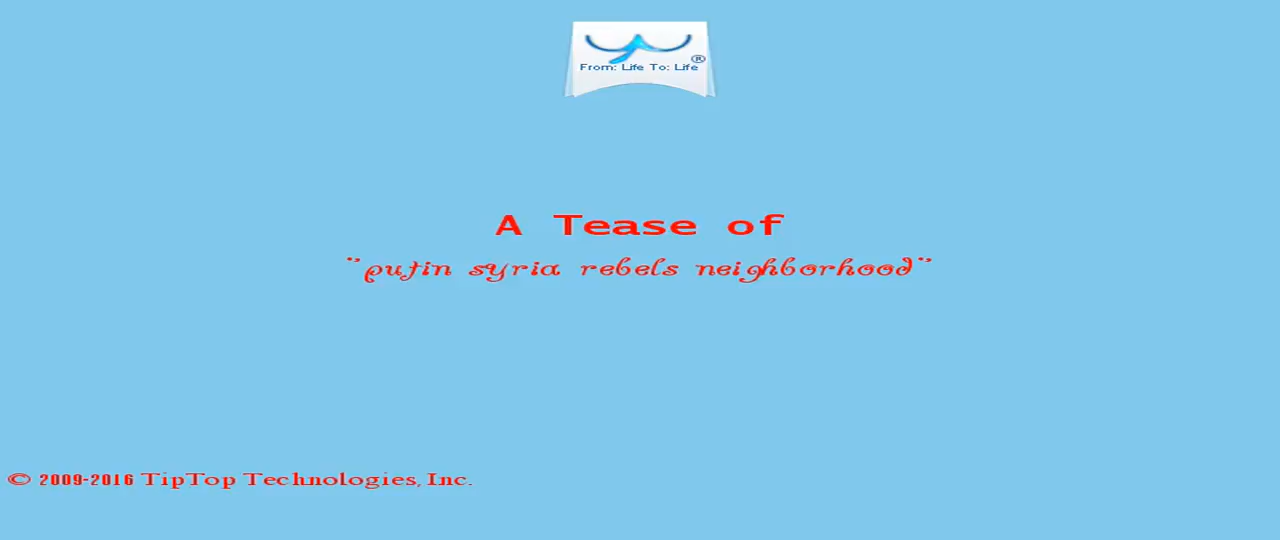 From: Life To: Life ®
A Tease of
"putin syria rebels neighborhood"
© 2009-2016 TipTop Technologies, Inc.